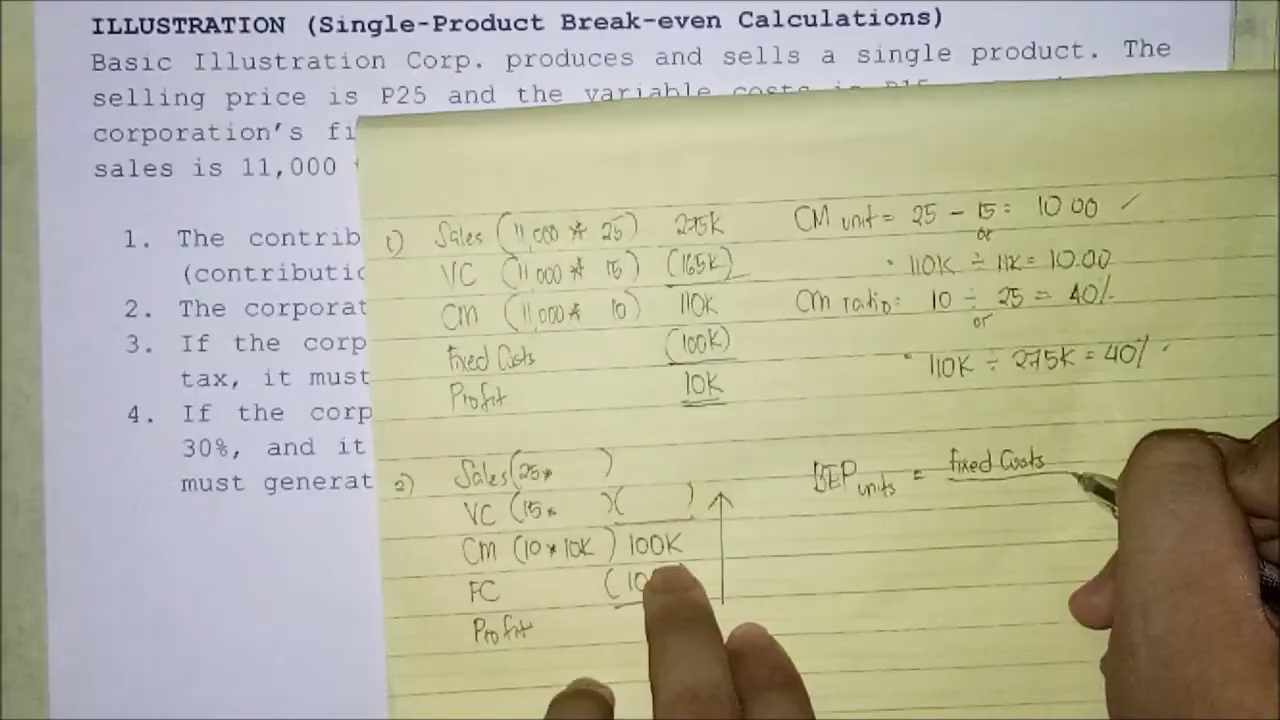 ILLUSTRATION (Single-Product Break-even Calculations)
Basic Illustration Corp. produces and sells a single product. The
selling price is P25 and the variable costs
corporation's fi
sales is 11,000
1. The contrib
(contributio
2. The corporat
3. If the corp
tax, it must
4. If the corp
30%, and it
must generat
1) Sales (11,000 * 25) 275K
VC (11,000 * 15) (165K)
CM (11,000 * 10) 110K
Fixed Costs (100K)
Profit 10K
CM unit = 25 - 15 = 10.00 ✓
or
110K ÷ 11K = 10.00
CM ratio: 10 ÷ 25 = 40%
or
110K ÷ 275K = 40%
2) Sales (25* )
VC (15* ) ( )
CM (10*10K) 100K
FC (10
Profit
BEP units = fixed Costs